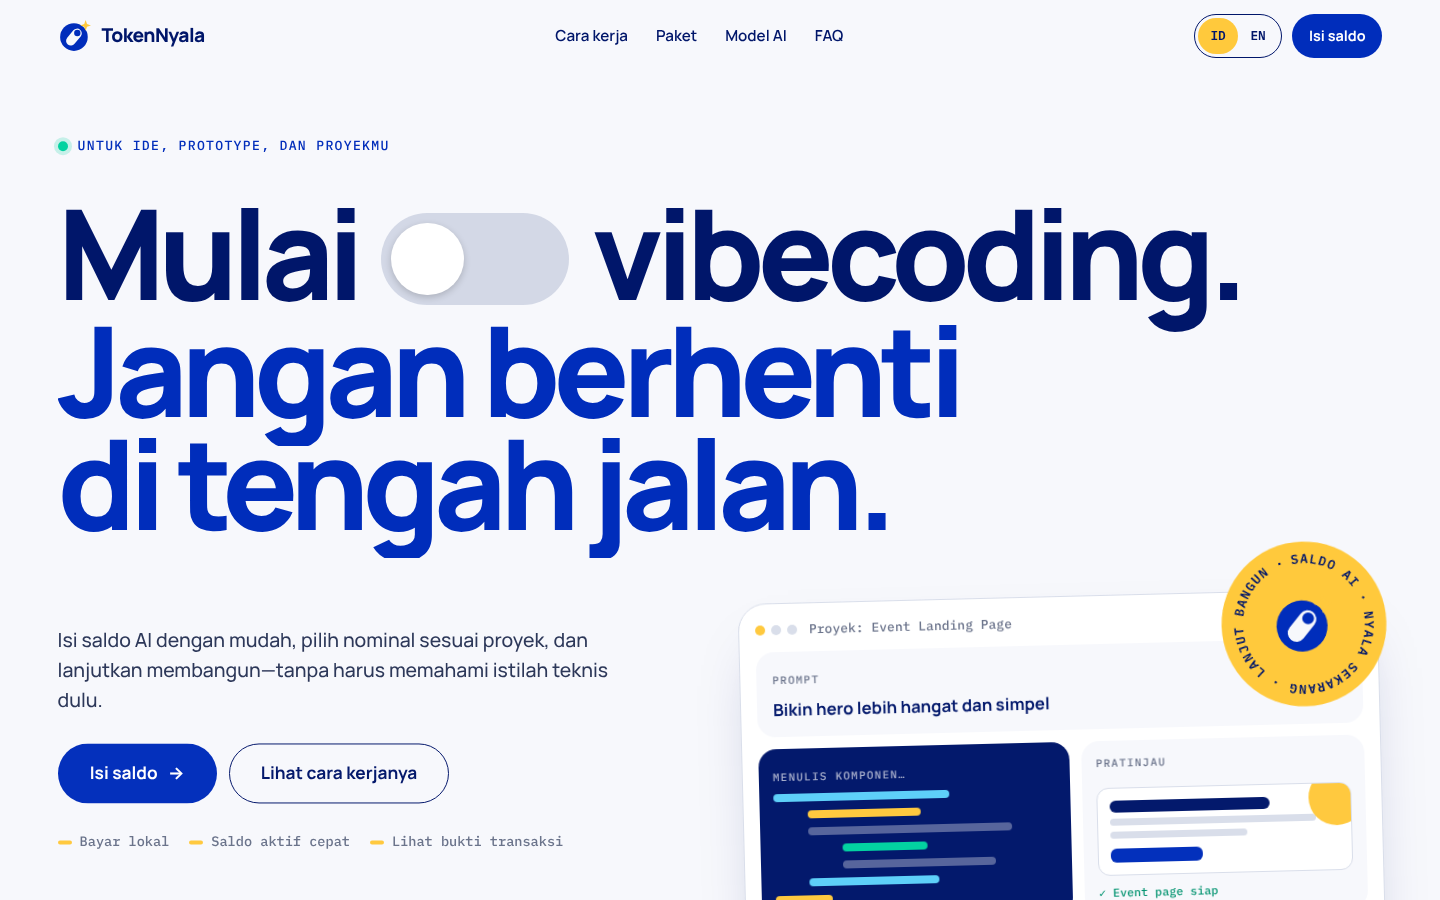 TokenNyala
Cara kerja
Paket
Model AI
FAQ
ID
EN
Isi saldo
UNTUK IDE, PROTOTYPE, DAN PROYEKMU
Mulai vibecoding.
Jangan berhenti
di tengah jalan.
Isi saldo AI dengan mudah, pilih nominal sesuai proyek, dan
lanjutkan membangun—tanpa harus memahami istilah teknis
dulu.
Isi saldo →
Lihat cara kerjanya
Bayar lokal
Saldo aktif cepat
Lihat bukti transaksi
SALDO AI · NYALA SEKARANG · LANJUT BANGUN ·
Proyek: Event Landing Page
PROMPT
Bikin hero lebih hangat dan simpel
MENULIS KOMPONEN…
PRATINJAU
✓ Event page siap